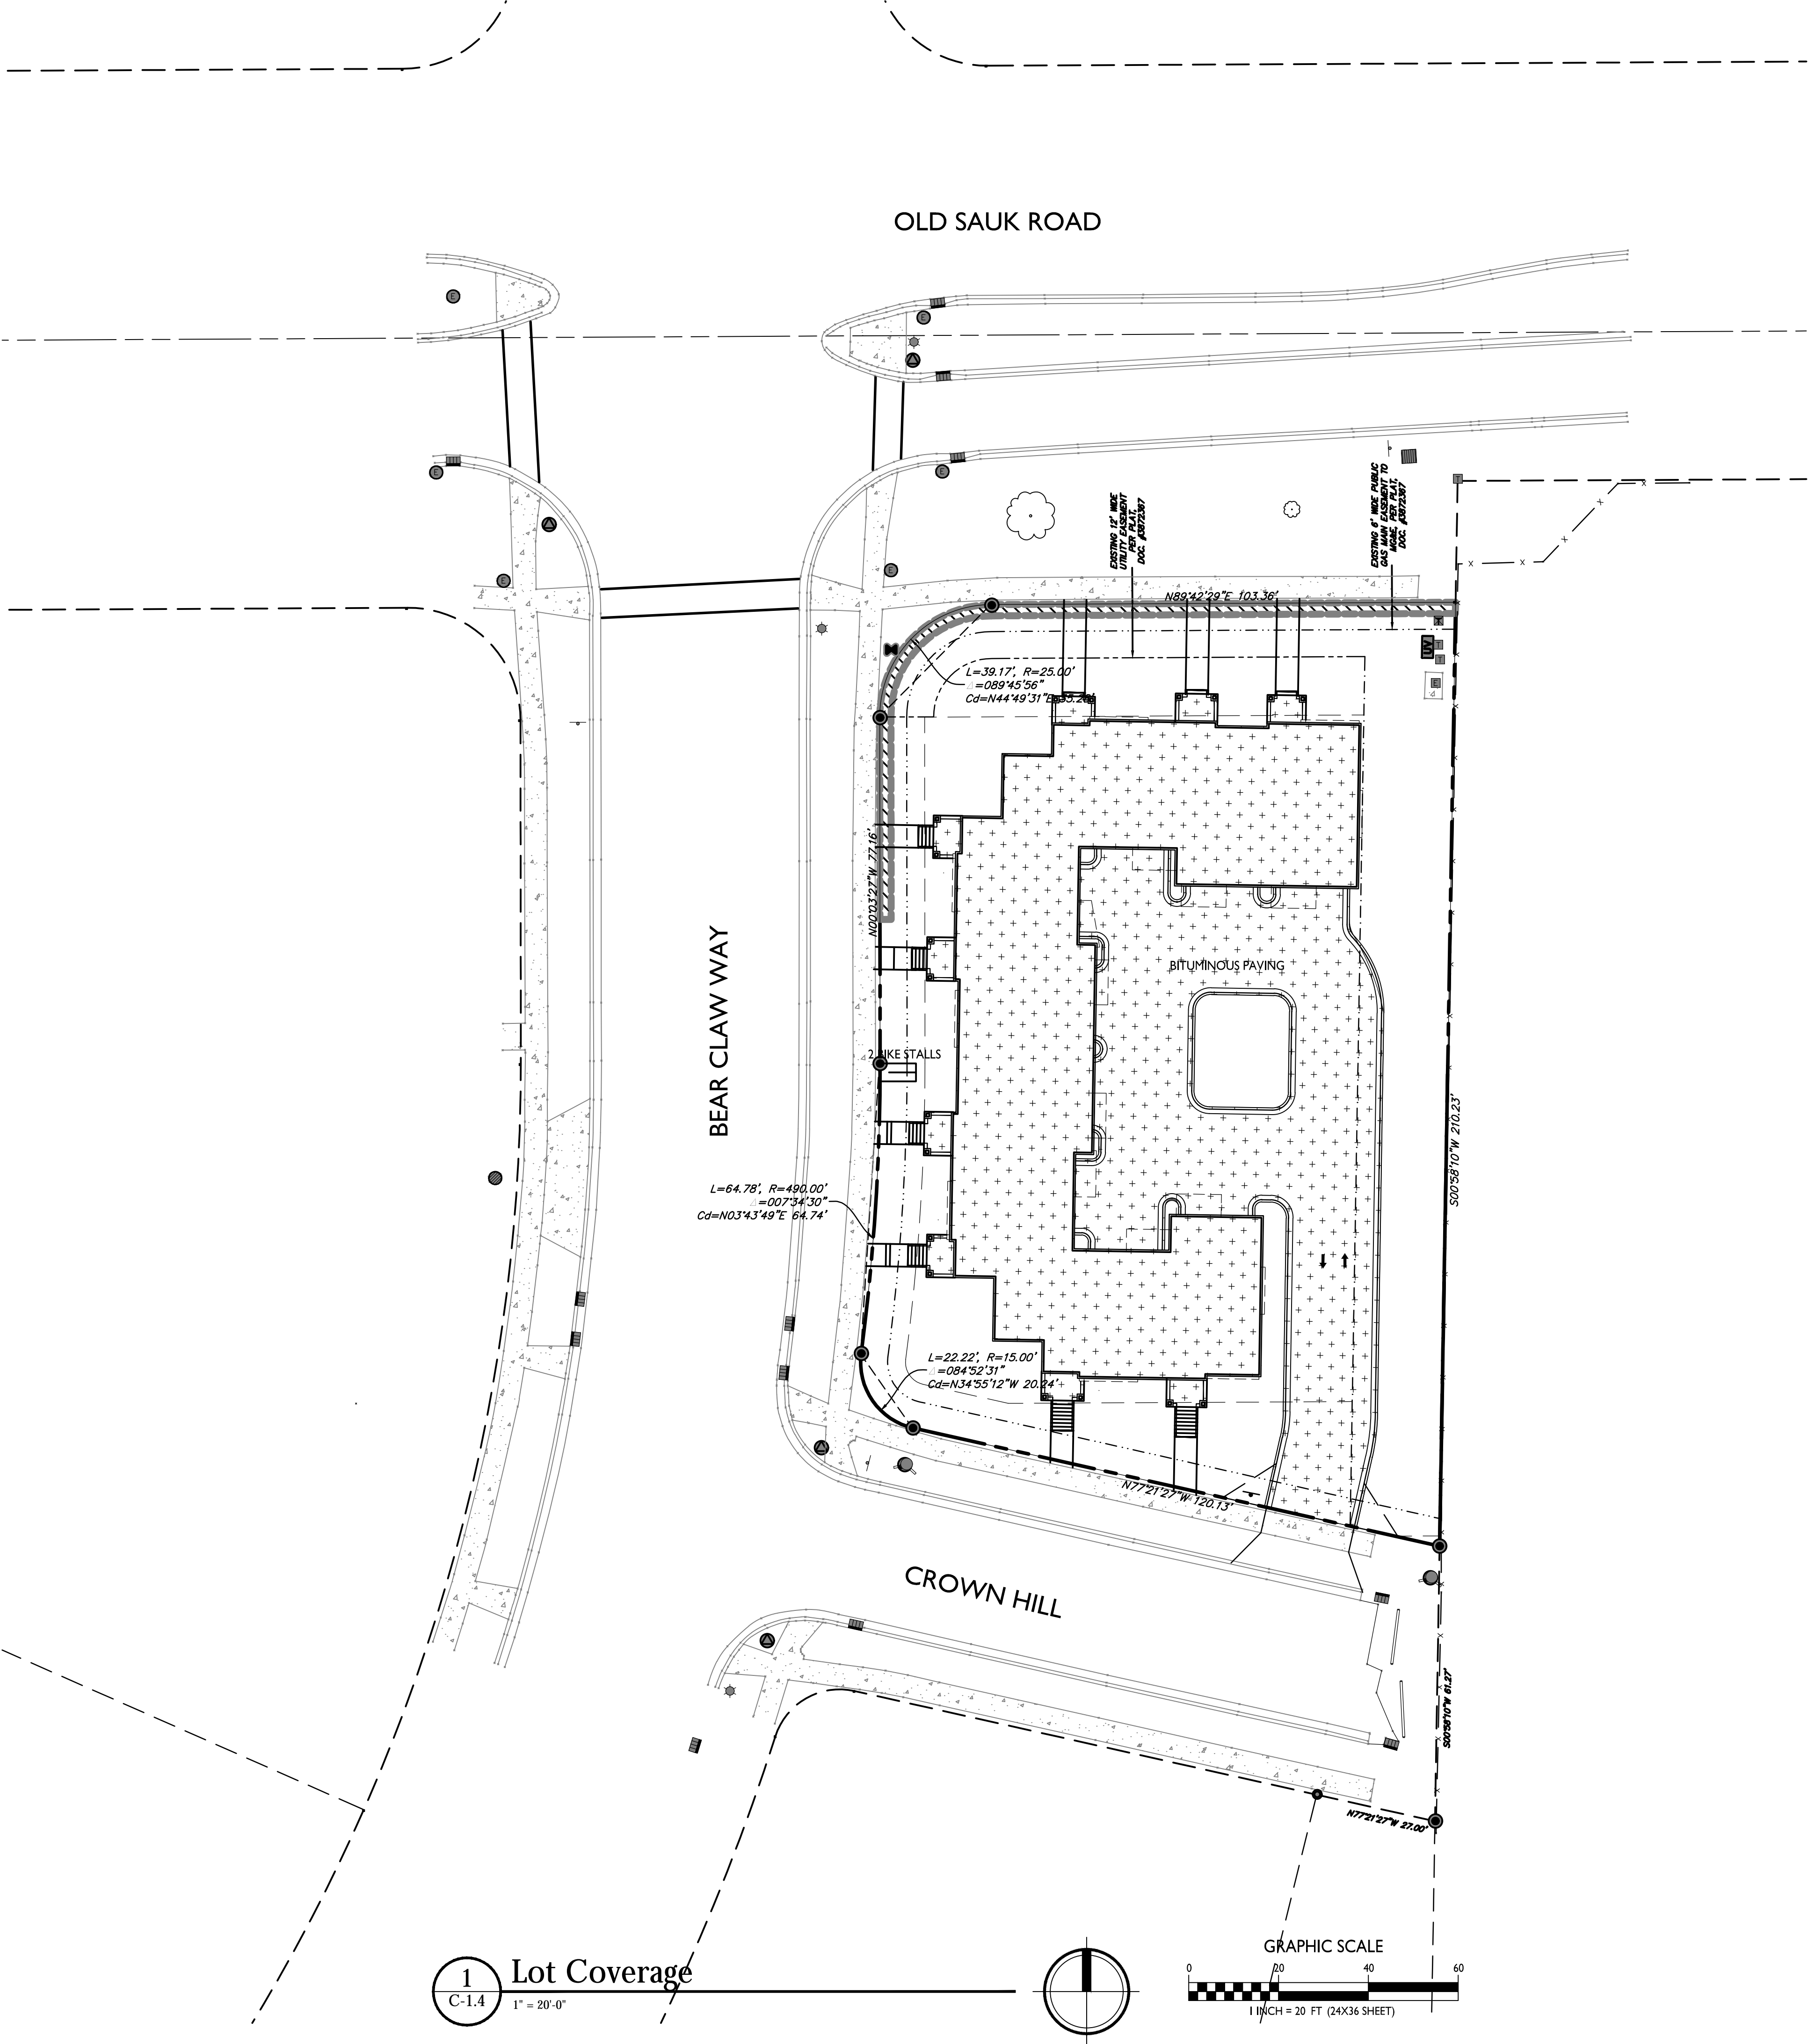 OLD SAUK ROAD
EXISTING 12' WIDE
UTILITY EASEMENT
PER PLAT,
DOC. #3872367
EXISTING 6' WIDE PUBLIC
GAS MAIN EASEMENT TO
MG&E, PER PLAT,
DOC. #3872367
N89°42'29"E 103.36'
L=39.17', R=25.00'
△=089°45'56"
Cd=N44°49'31"E
UV
E
E
E
E
E
E
E
T
T
T
N00°03'27"W 77.16'
BEAR CLAW WAY
BITUMINOUS PAVING
2 BIKE STALLS
S00°58'10"W 210.23'
L=64.78', R=490.00'
△=007°34'30"
Cd=N03°43'49"E 64.74'
L=22.22', R=15.00'
△=084°52'31"
Cd=N34°55'12"W 20.24'
N77°21'27"W 120.13'
CROWN HILL
S00°58'10"W 61.27'
N77°21'27"W 27.00'
1
C-1.4
Lot Coverage
1" = 20'-0"
GRAPHIC SCALE
0 20 40 60
1 INCH = 20 FT (24X36 SHEET)